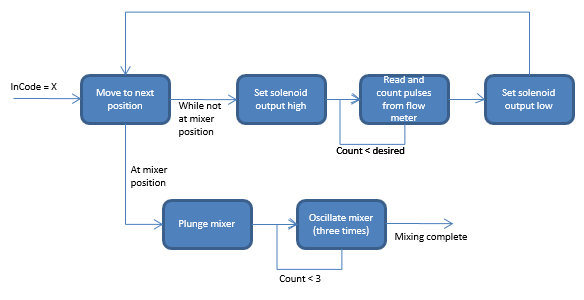 InCode = X
Move to next
position
While not
at mixer
position
Set solenoid
output high
Read and
count pulses
from flow
meter
Count < desired
Set solenoid
output low
At mixer
position
Plunge mixer
Oscillate mixer
(three times)
Count < 3
Mixing complete